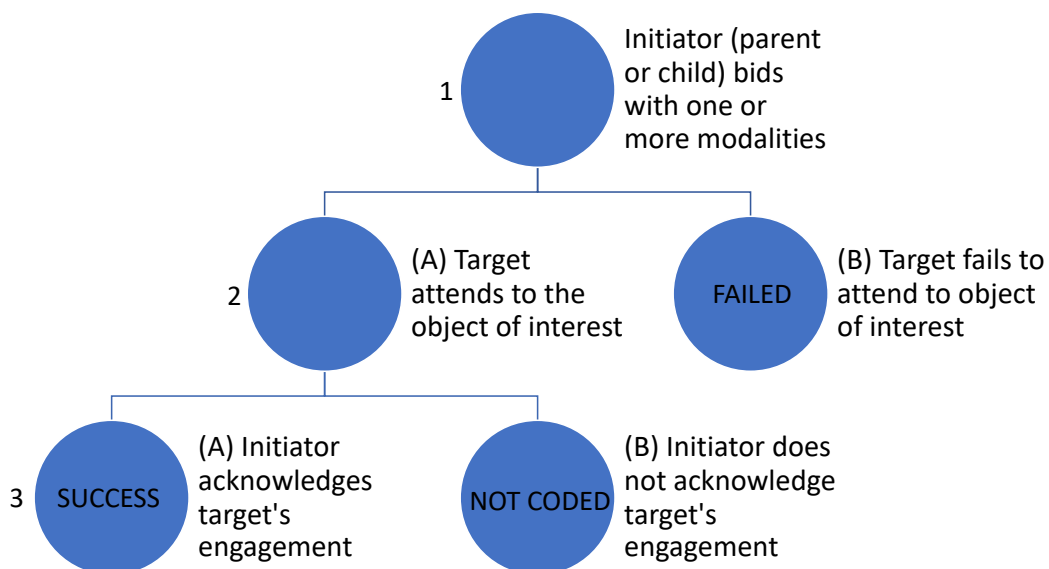 1
Initiator (parent
or child) bids
with one or
more modalities
2
(A) Target
attends to the
object of interest
FAILED
(B) Target fails to
attend to object
of interest
3
SUCCESS
(A) Initiator
acknowledges
target's
engagement
NOT CODED
(B) Initiator does
not acknowledge
target's
engagement